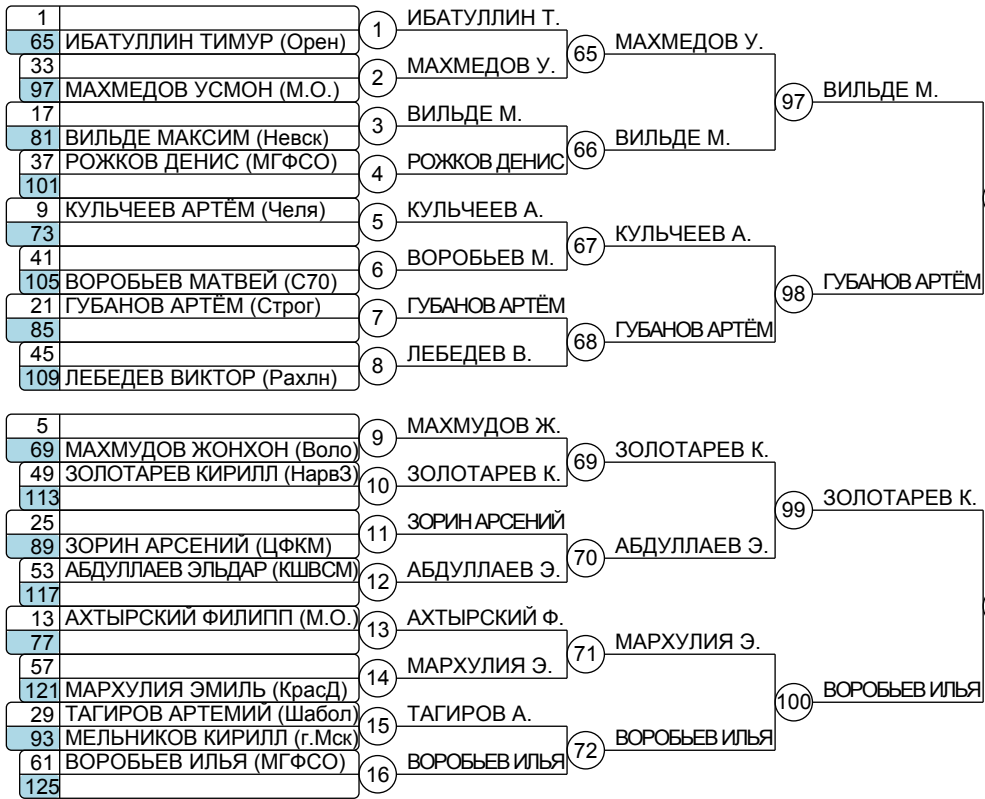 1
65 ИБАТУЛЛИН ТИМУР (Орен)
1
ИБАТУЛЛИН Т.
33
97 МАХМЕДОВ УСМОН (М.О.)
2
МАХМЕДОВ У.
65
МАХМЕДОВ У.
17
81 ВИЛЬДЕ МАКСИМ (Невск)
3
ВИЛЬДЕ М.
37 РОЖКОВ ДЕНИС (МГФСО)
101
4
РОЖКОВ ДЕНИС
66
ВИЛЬДЕ М.
97
ВИЛЬДЕ М.
9 КУЛЬЧЕЕВ АРТЁМ (Челя)
73
5
КУЛЬЧЕЕВ А.
41
105 ВОРОБЬЕВ МАТВЕЙ (С70)
6
ВОРОБЬЕВ М.
67
КУЛЬЧЕЕВ А.
21 ГУБАНОВ АРТЁМ (Строг)
85
7
ГУБАНОВ АРТЁМ
45
109 ЛЕБЕДЕВ ВИКТОР (Рахлн)
8
ЛЕБЕДЕВ В.
68
ГУБАНОВ АРТЁМ
98
ГУБАНОВ АРТЁМ
5
69 МАХМУДОВ ЖОНХОН (Воло)
9
МАХМУДОВ Ж.
49 ЗОЛОТАРЕВ КИРИЛЛ (Нарв3)
113
10
ЗОЛОТАРЕВ К.
69
ЗОЛОТАРЕВ К.
25
89 ЗОРИН АРСЕНИЙ (ЦФКМ)
11
ЗОРИН АРСЕНИЙ
53 АБДУЛЛАЕВ ЭЛЬДАР (КШВСМ)
117
12
АБДУЛЛАЕВ Э.
70
АБДУЛЛАЕВ Э.
99
ЗОЛОТАРЕВ К.
13 АХТЫРСКИЙ ФИЛИПП (М.О.)
77
13
АХТЫРСКИЙ Ф.
57
121 МАРХУЛИЯ ЭМИЛЬ (КрасД)
14
МАРХУЛИЯ Э.
71
МАРХУЛИЯ Э.
29 ТАГИРОВ АРТЕМИЙ (Шабол)
93 МЕЛЬНИКОВ КИРИЛЛ (г.Мск)
15
ТАГИРОВ А.
61 ВОРОБЬЕВ ИЛЬЯ (МГФСО)
125
16
ВОРОБЬЕВ ИЛЬЯ
72
ВОРОБЬЕВ ИЛЬЯ
100
ВОРОБЬЕВ ИЛЬЯ